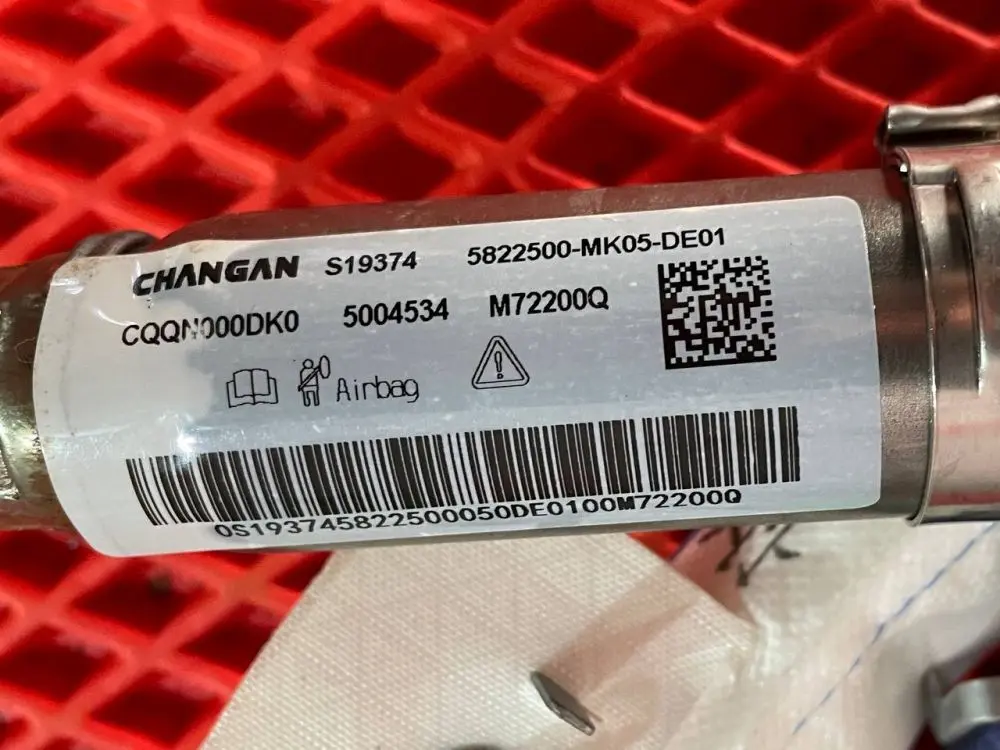 CHANGAN S19374 5822500-MK05-DE01
CQQN000DK0 5004534 M72200Q
Airbag
0S193745822500050DE0100M72200Q